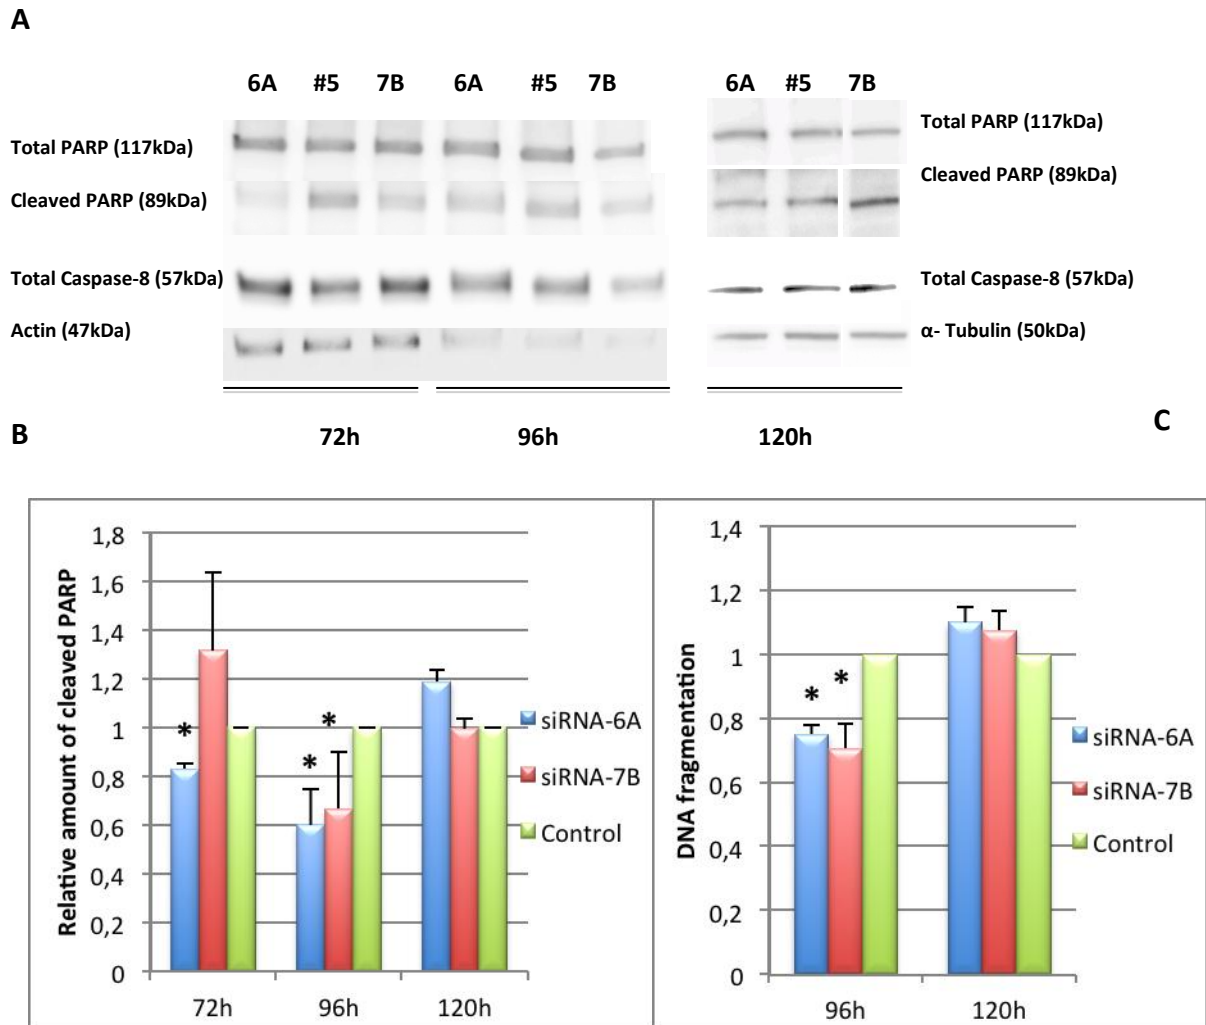 A
6A #5 7B 6A #5 7B 6A #5 7B
Total PARP (117kDa)
Cleaved PARP (89kDa)
Total Caspase-8 (57kDa)
Actin (47kDa)
Total PARP (117kDa)
Cleaved PARP (89kDa)
Total Caspase-8 (57kDa)
α- Tubulin (50kDa)
72h 96h 120h
B
Relative amount of cleaved PARP
1,8
1,6
1,4
1,2
1
0,8
0,6
0,4
0,2
0
*
*
*
72h 96h 120h
siRNA-6A
siRNA-7B
Control
C
DNA fragmentation
1,4
1,2
1
0,8
0,6
0,4
0,2
0
*
*
96h 120h
siRNA-6A
siRNA-7B
Control